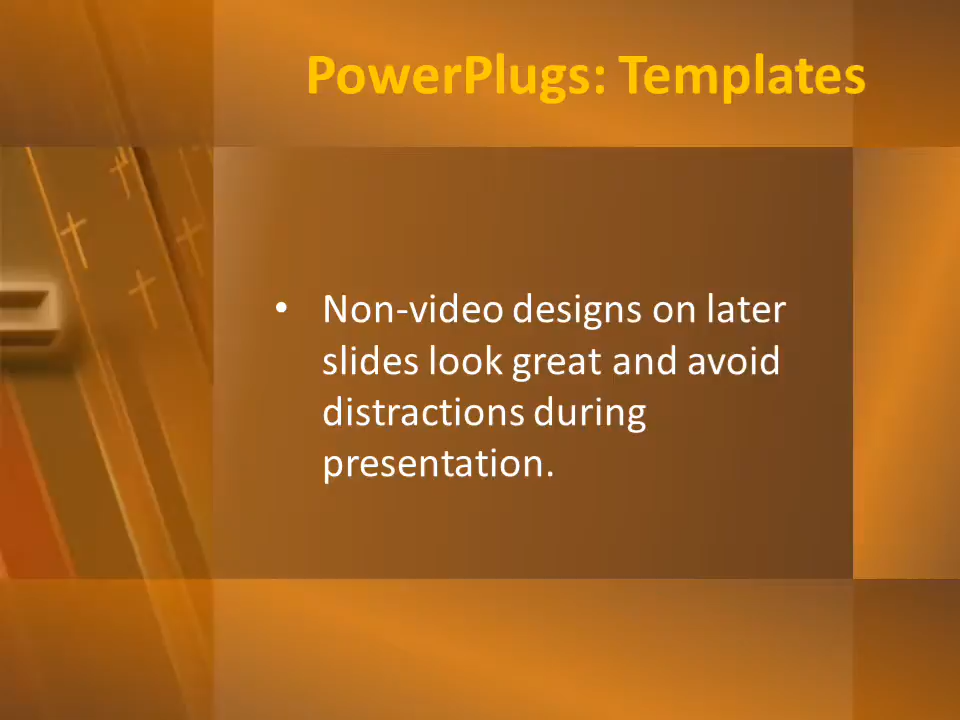 PowerPlugs: Templates
• Non-video designs on later
slides look great and avoid
distractions during
presentation.